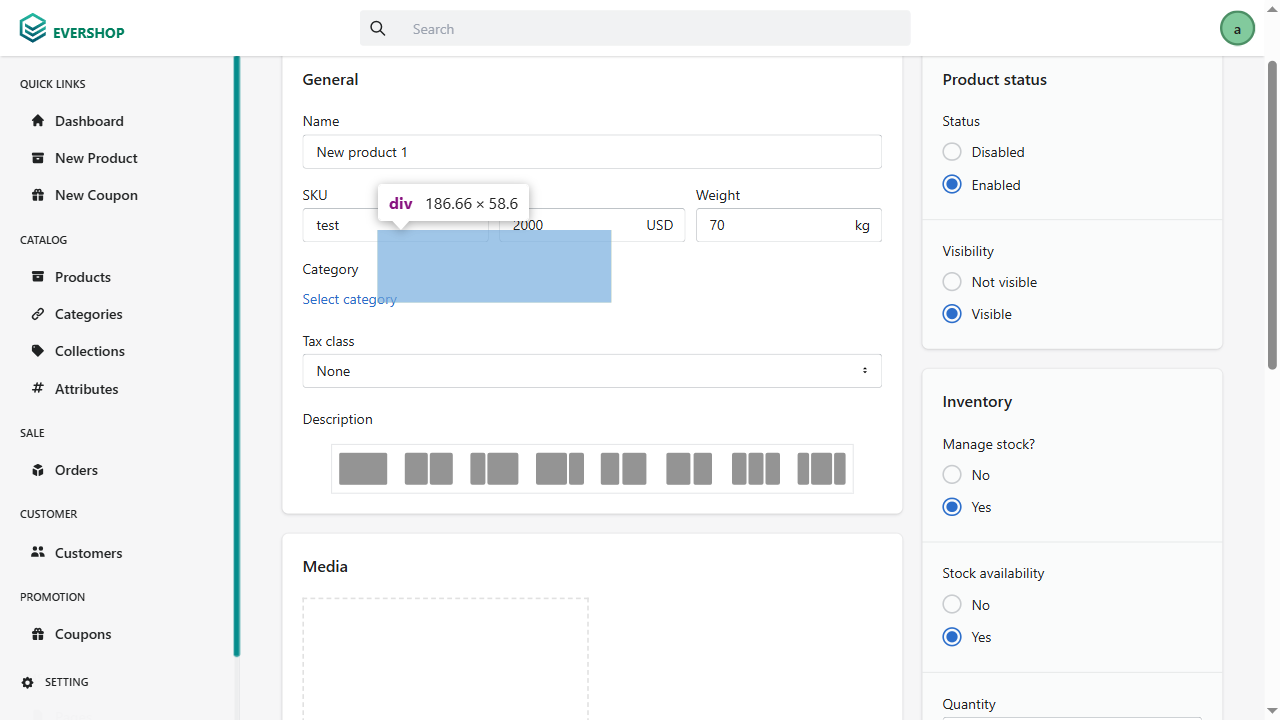 EVERSHOP
Search
a
QUICK LINKS
Dashboard
New Product
New Coupon
CATALOG
Products
Categories
Collections
Attributes
SALE
Orders
CUSTOMER
Customers
PROMOTION
Coupons
SETTING
General
Name
New product 1
SKU
div 186.66 × 58.6
Weight
test
2000 USD
70 kg
Category
Select category
Tax class
None
Description
Media
Product status
Status
Disabled
Enabled
Visibility
Not visible
Visible
Inventory
Manage stock?
No
Yes
Stock availability
No
Yes
Quantity